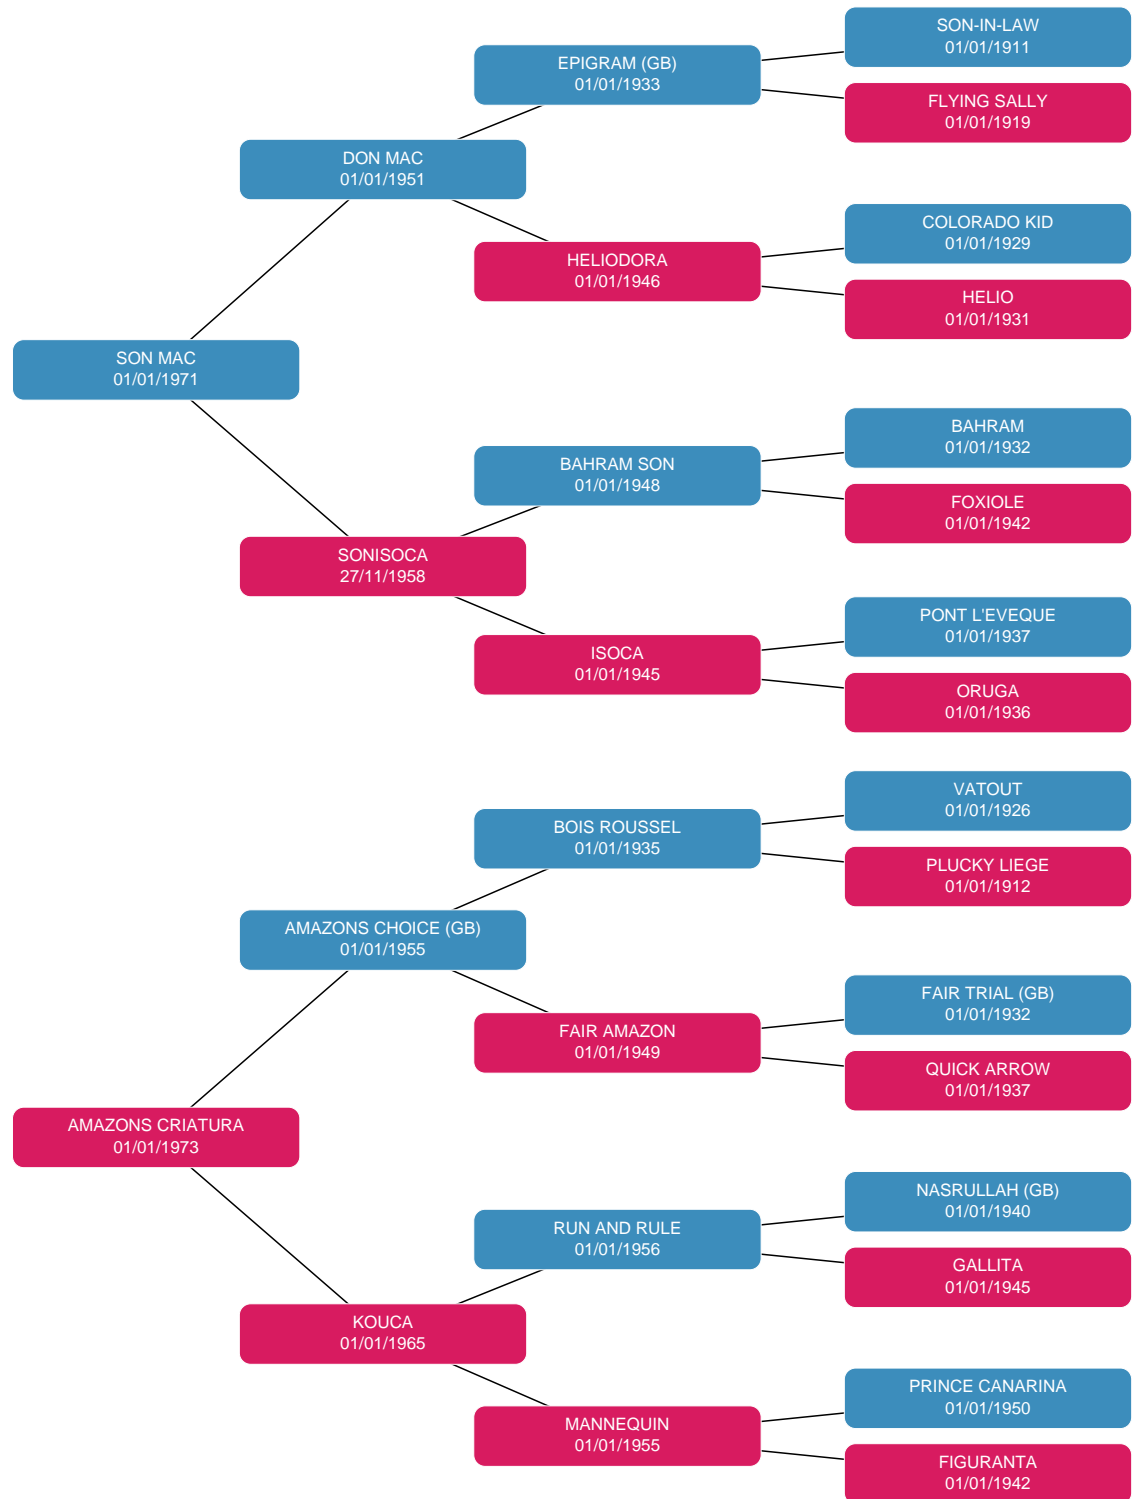 SON-IN-LAW
01/01/1911
EPIGRAM (GB)
01/01/1933
FLYING SALLY
01/01/1919
DON MAC
01/01/1951
COLORADO KID
01/01/1929
HELIODORA
01/01/1946
HELIO
01/01/1931
SON MAC
01/01/1971
BAHRAM
01/01/1932
BAHRAM SON
01/01/1948
FOXIOLE
01/01/1942
SONISOCA
27/11/1958
PONT L'EVEQUE
01/01/1937
ISOCA
01/01/1945
ORUGA
01/01/1936
VATOUT
01/01/1926
BOIS ROUSSEL
01/01/1935
PLUCKY LIEGE
01/01/1912
AMAZONS CHOICE (GB)
01/01/1955
FAIR TRIAL (GB)
01/01/1932
FAIR AMAZON
01/01/1949
QUICK ARROW
01/01/1937
AMAZONS CRIATURA
01/01/1973
NASRULLAH (GB)
01/01/1940
RUN AND RULE
01/01/1956
GALLITA
01/01/1945
KOUCA
01/01/1965
PRINCE CANARINA
01/01/1950
MANNEQUIN
01/01/1955
FIGURANTA
01/01/1942